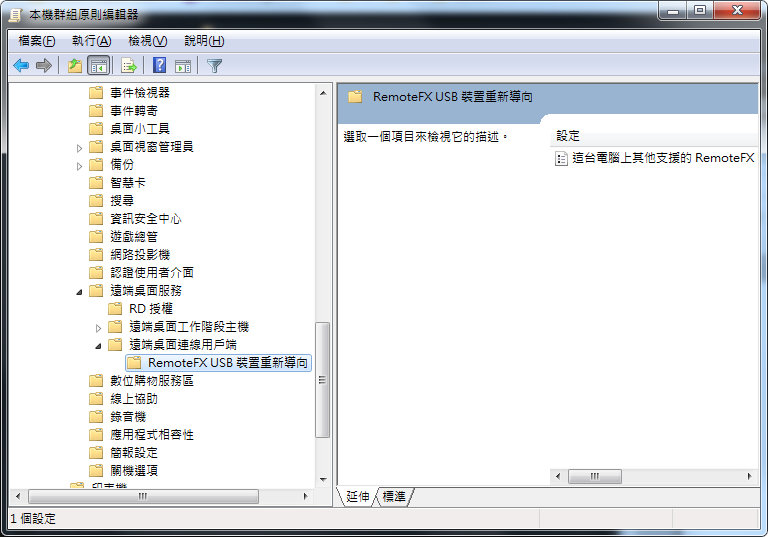 本機群組原則編輯器
檔案(F) 執行(A) 檢視(V) 說明(H)
事件檢視器
事件轉寄
桌面小工具
桌面視窗管理員
備份
智慧卡
搜尋
資訊安全中心
遊戲總管
網路投影機
認證使用者介面
遠端桌面服務
RD 授權
遠端桌面工作階段主機
遠端桌面連線用戶端
RemoteFX USB 裝置重新導向
數位購物服務區
線上協助
錄音機
應用程式相容性
簡報設定
關機選項
印表機
RemoteFX USB 裝置重新導向
選取一個項目來檢視它的描述。
設定
這台電腦上其他支援的 RemoteFX
延伸 標準
1 個設定